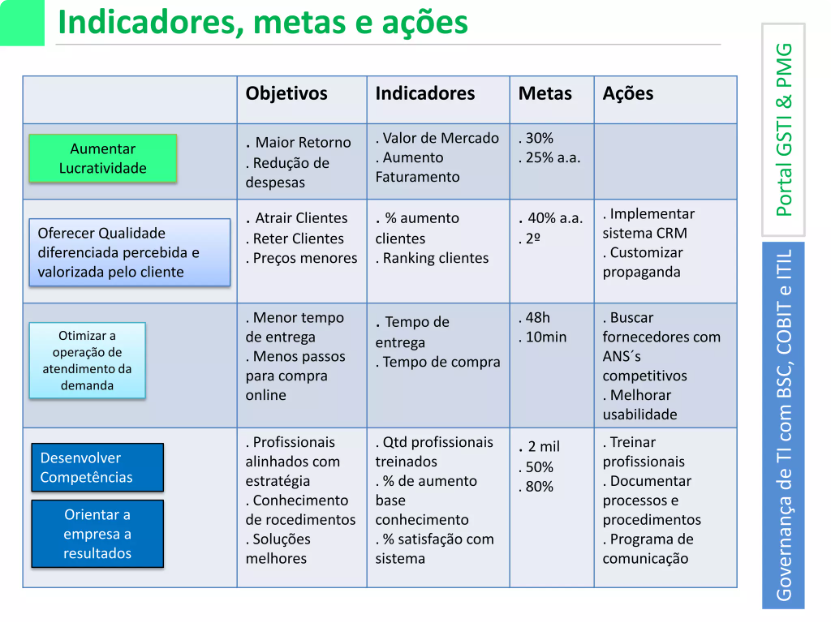 Indicadores, metas e ações
Objetivos
Indicadores
Metas
Ações
Aumentar
Lucratividade
. Maior Retorno
. Redução de
despesas
. Valor de Mercado
. Aumento
Faturamento
. 30%
. 25% a.a.
Oferecer Qualidade
diferenciada percebida e
valorizada pelo cliente
. Atrair Clientes
. Reter Clientes
. Preços menores
. % aumento
clientes
. Ranking clientes
. 40% a.a.
. 2º
. Implementar
sistema CRM
. Customizar
propaganda
Otimizar a
operação de
atendimento da
demanda
. Menor tempo
de entrega
. Menos passos
para compra
online
. Tempo de
entrega
. Tempo de compra
. 48h
. 10min
. Buscar
fornecedores com
ANS´s
competitivos
. Melhorar
usabilidade
Desenvolver
Competências
Orientar a
empresa a
resultados
. Profissionais
alinhados com
estratégia
. Conhecimento
de rocedimentos
. Soluções
melhores
. Qtd profissionais
treinados
. % de aumento
base
conhecimento
. % satisfação com
sistema
. 2 mil
. 50%
. 80%
. Treinar
profissionais
. Documentar
processos e
procedimentos
. Programa de
comunicação
Portal GSTI & PMG
Governança de TI com BSC, COBIT e ITIL